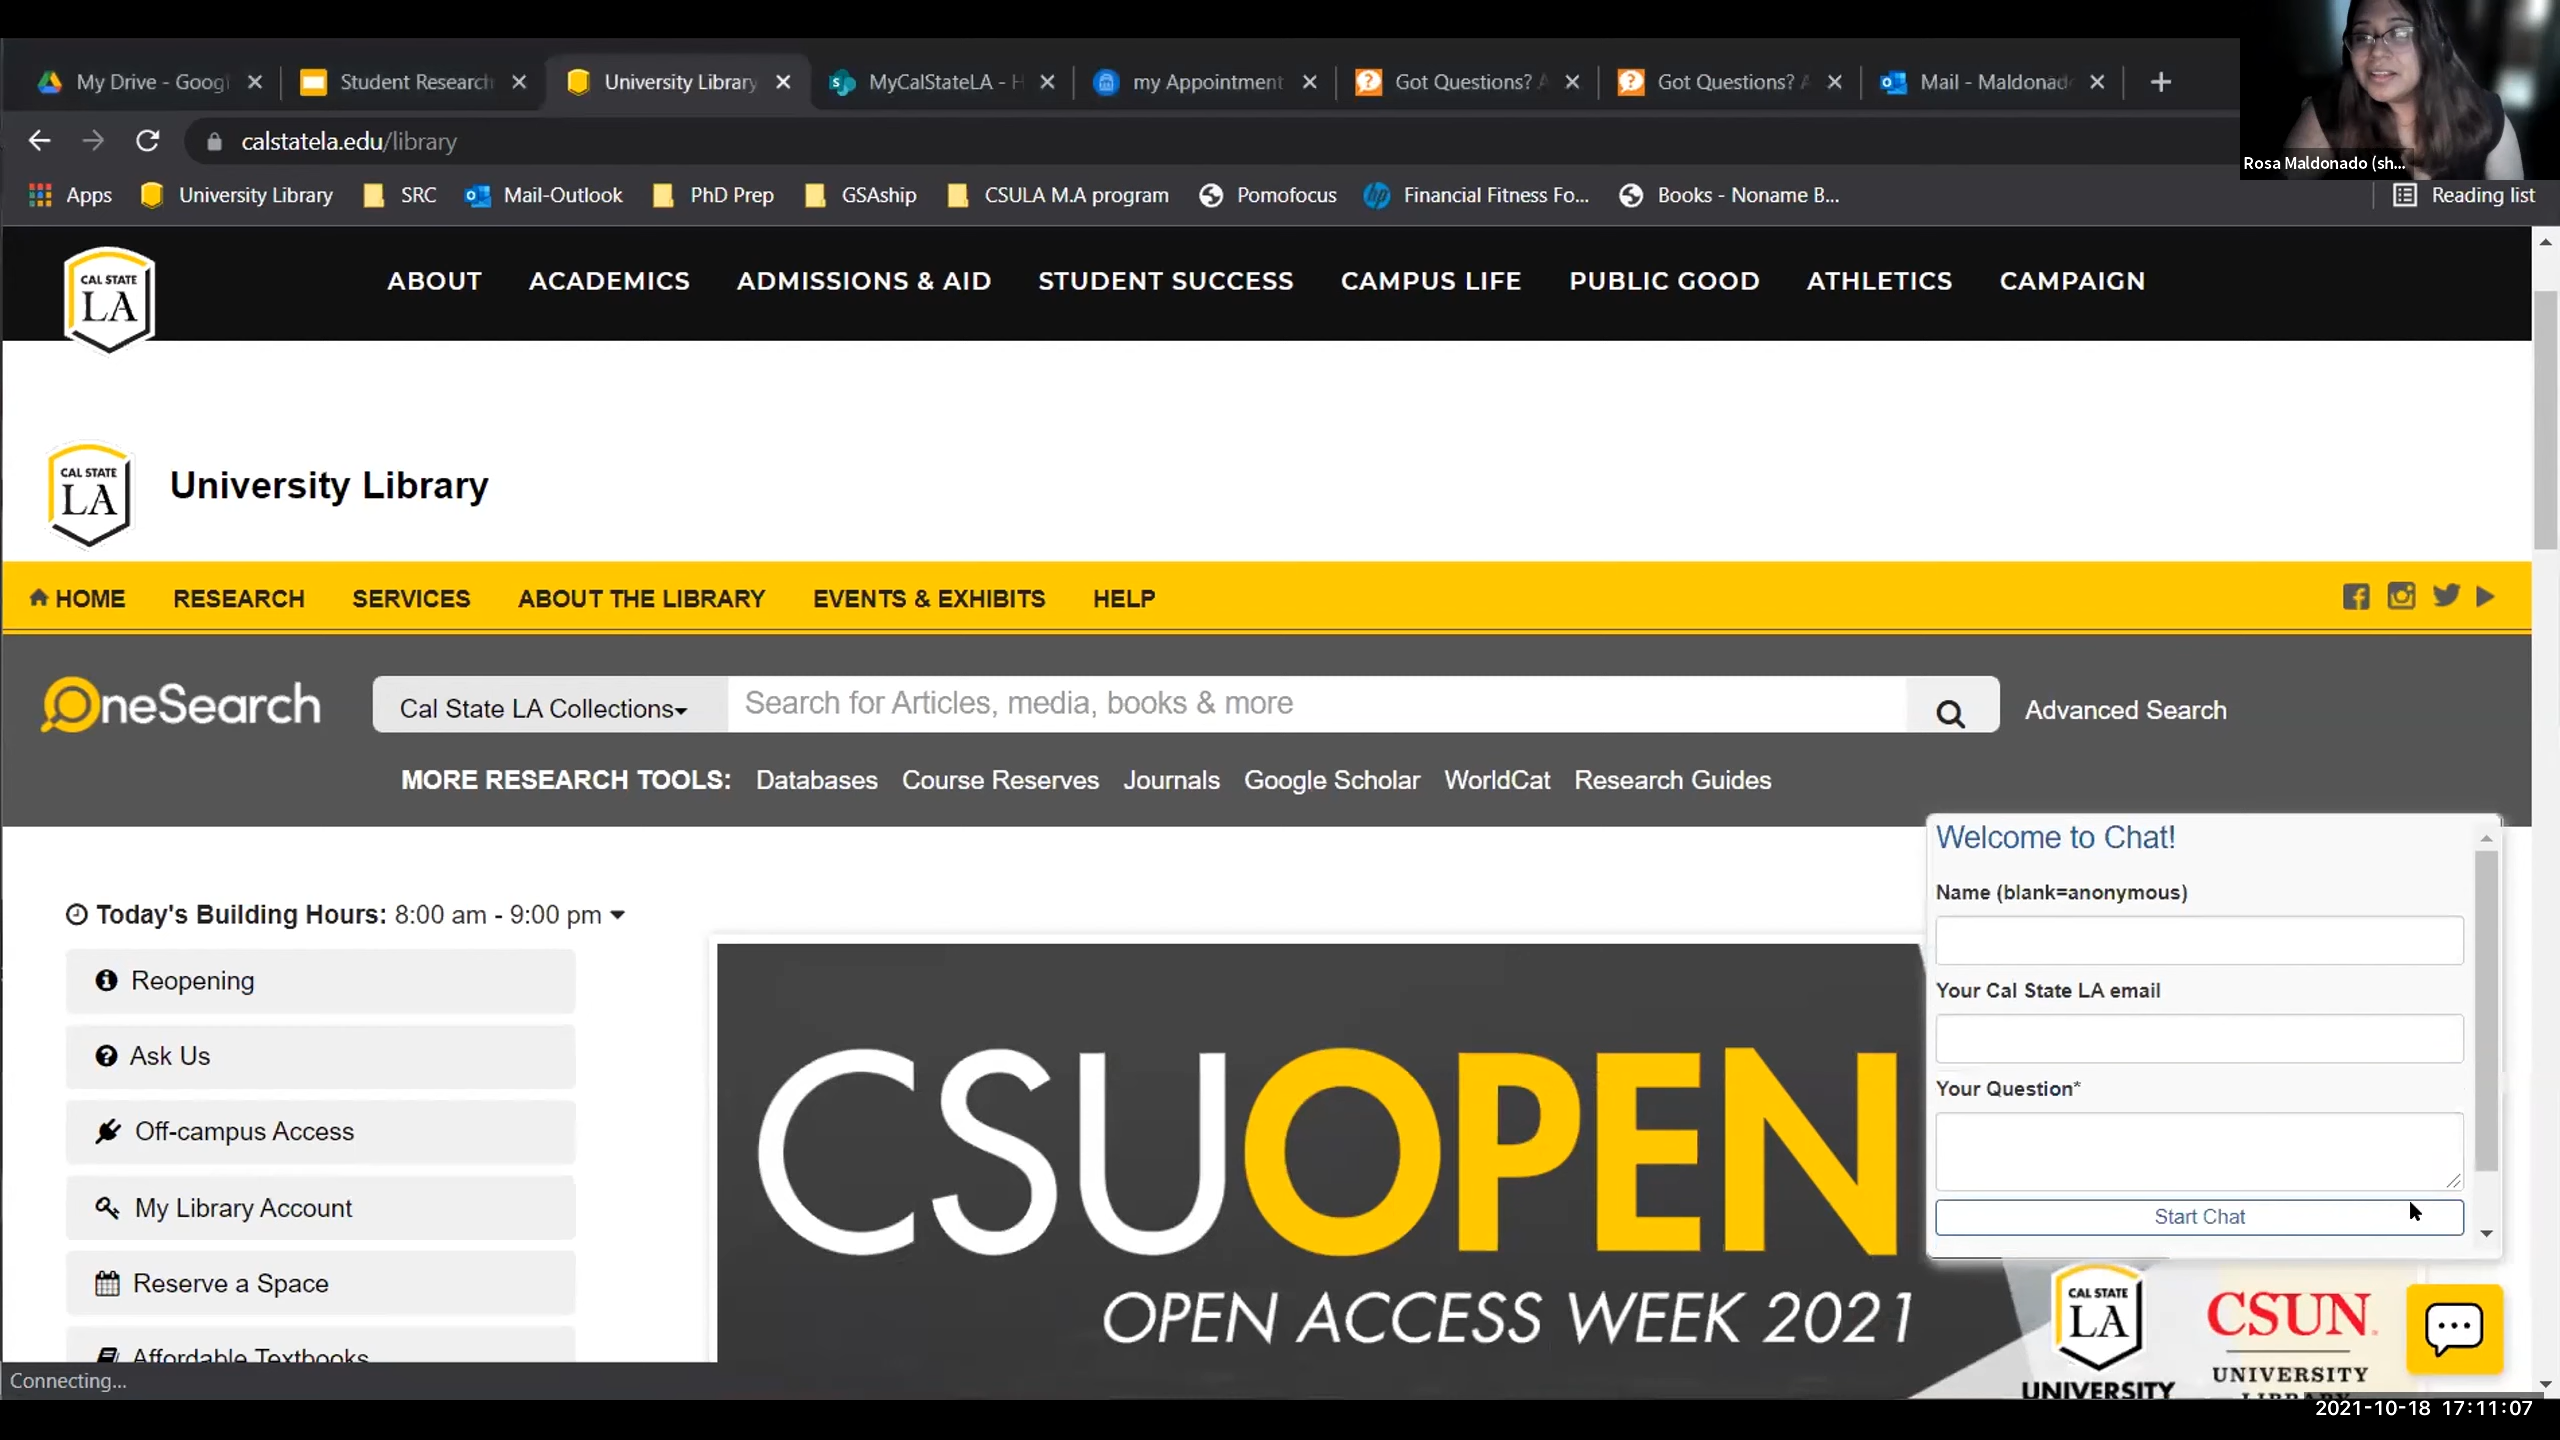 My Drive - Googl
Student Research
University Library
MyCalStateLA - H
my Appointment
Got Questions? A
Got Questions? A
Mail - Maldonado
calstatela.edu/library
Rosa Maldonado (sh...
Apps
University Library
SRC
Mail-Outlook
PhD Prep
GSAship
CSULA M.A program
Pomofocus
Financial Fitness Fo...
Books - Noname B...
Reading list
CAL STATE
LA
ABOUT
ACADEMICS
ADMISSIONS & AID
STUDENT SUCCESS
CAMPUS LIFE
PUBLIC GOOD
ATHLETICS
CAMPAIGN
CAL STATE
LA
University Library
HOME
RESEARCH
SERVICES
ABOUT THE LIBRARY
EVENTS & EXHIBITS
HELP
OneSearch
Cal State LA Collections
Search for Articles, media, books & more
Advanced Search
MORE RESEARCH TOOLS:
Databases
Course Reserves
Journals
Google Scholar
WorldCat
Research Guides
Today's Building Hours: 8:00 am - 9:00 pm
Reopening
Ask Us
Off-campus Access
My Library Account
Reserve a Space
Affordable Textbooks
CSUOPEN
OPEN ACCESS WEEK 2021
Welcome to Chat!
Name (blank=anonymous)
Your Cal State LA email
Your Question*
Start Chat
CAL STATE
LA
UNIVERSITY
CSUN
UNIVERSITY
LIBRARY
Connecting...
2021-10-18 17:11:07